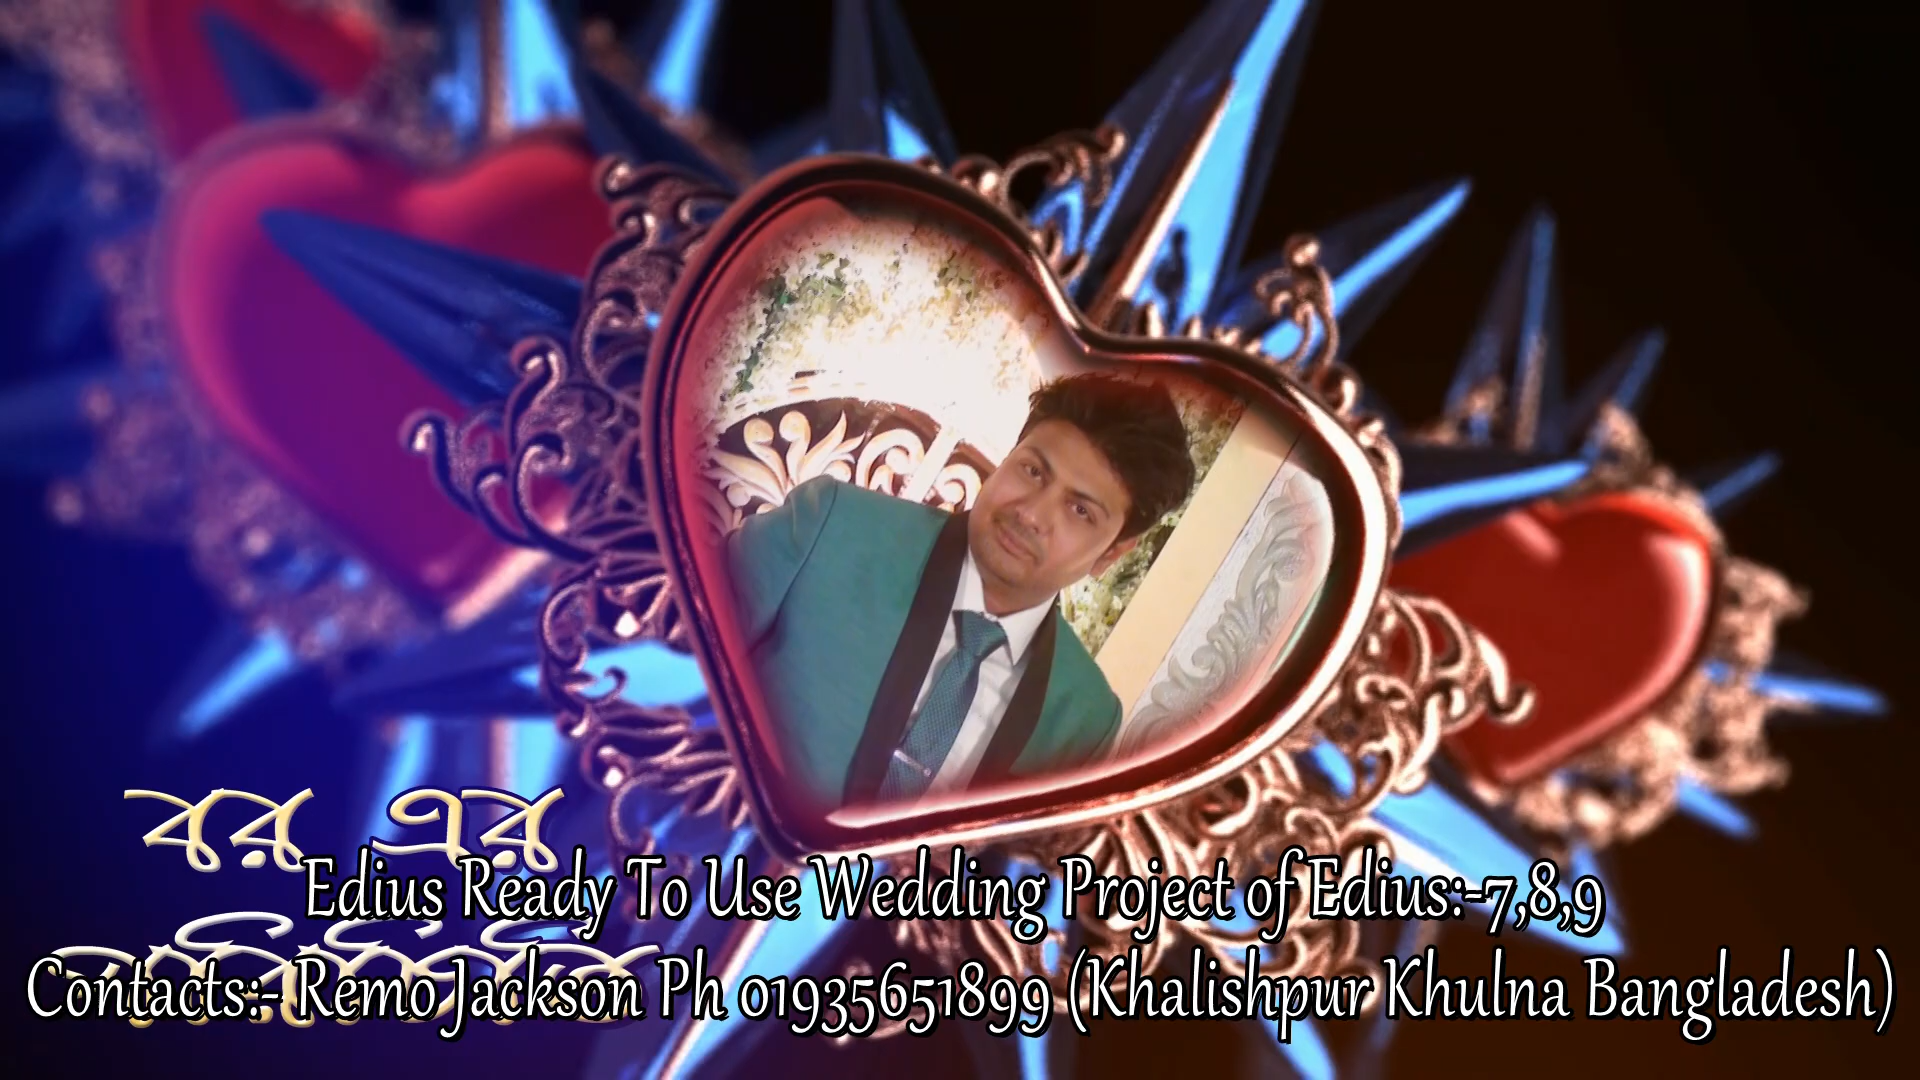 বর এর
Edius Ready To Use Wedding Project of Edius:-7,8,9
Contacts:- Remo Jackson Ph 01935651899 (Khalishpur Khulna Bangladesh)